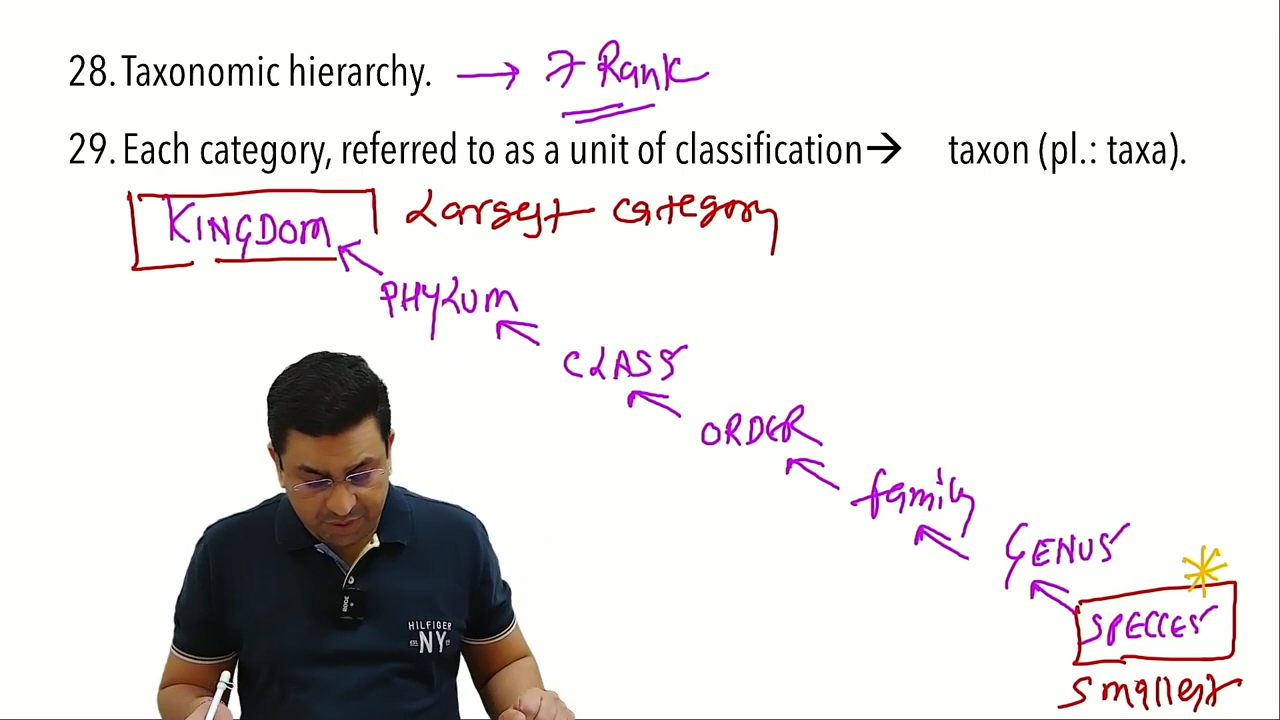 28. Taxonomic hierarchy. → 7 Rank
29. Each category, referred to as a unit of classification→ taxon (pl.: taxa).
KINGDOM Largest category
PHYLUM
CLASS
ORDER
family
GENUS
SPECIES
Smallest
HILFIGER
NY